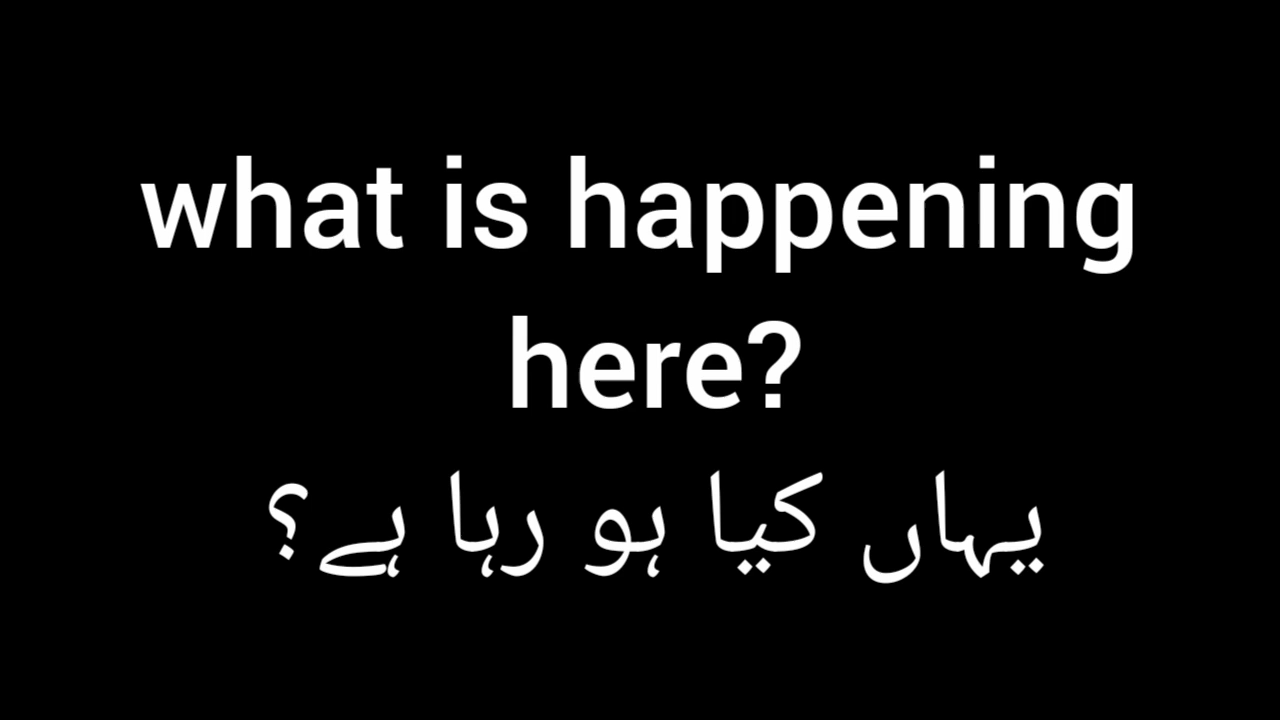 what is happening
here?
یہاں کیا ہو رہا ہے؟